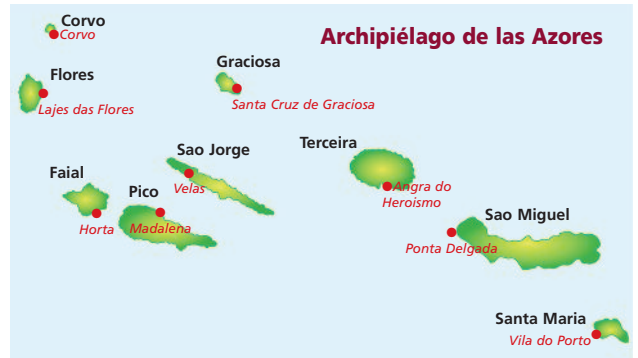 Archipiélago de las Azores
Corvo
Corvo
Flores
Lajes das Flores
Graciosa
Santa Cruz de Graciosa
Sao Jorge
Velas
Terceira
Angra do
Heroismo
Faial
Horta
Pico
Madalena
Sao Miguel
Ponta Delgada
Santa Maria
Vila do Porto